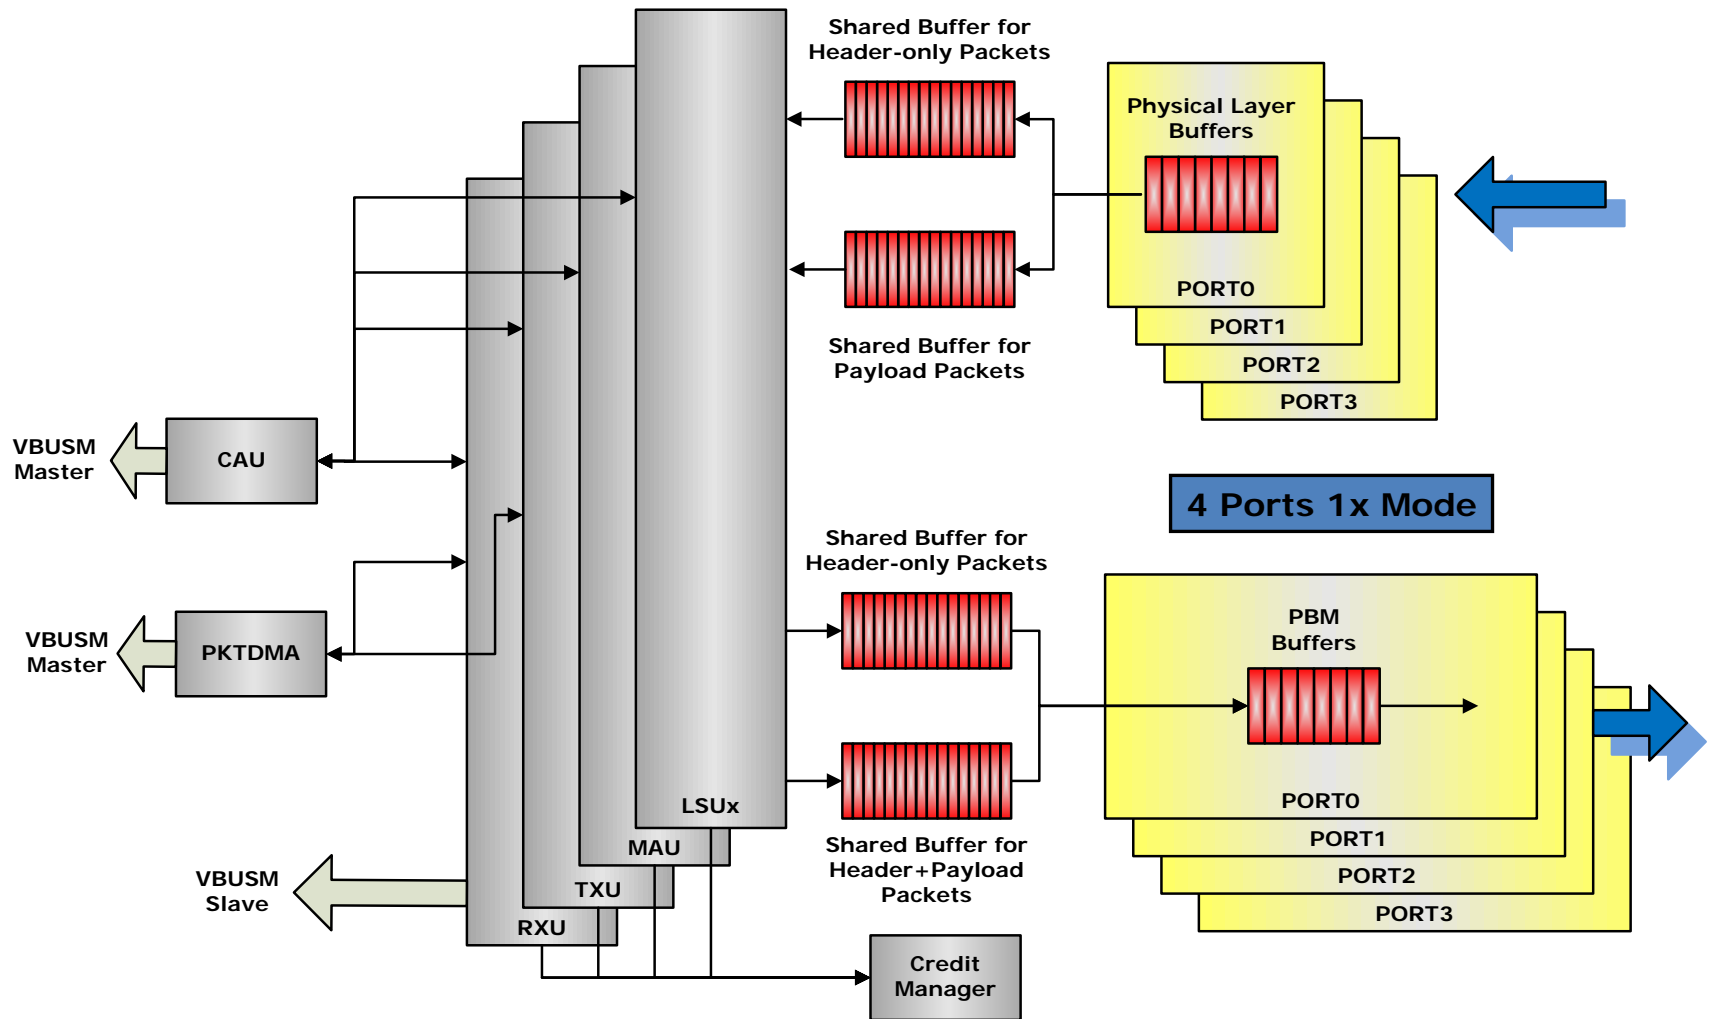 Shared Buffer for
Header-only Packets
Physical Layer
Buffers
PORT0
PORT1
PORT2
PORT3
Shared Buffer for
Payload Packets
VBUSM
Master
CAU
4 Ports 1x Mode
Shared Buffer for
Header-only Packets
PBM
Buffers
VBUSM
Master
PKTDMA
PORT0
PORT1
PORT2
PORT3
LSUx
MAU
TXU
RXU
Shared Buffer for
Header+Payload
Packets
VBUSM
Slave
Credit
Manager